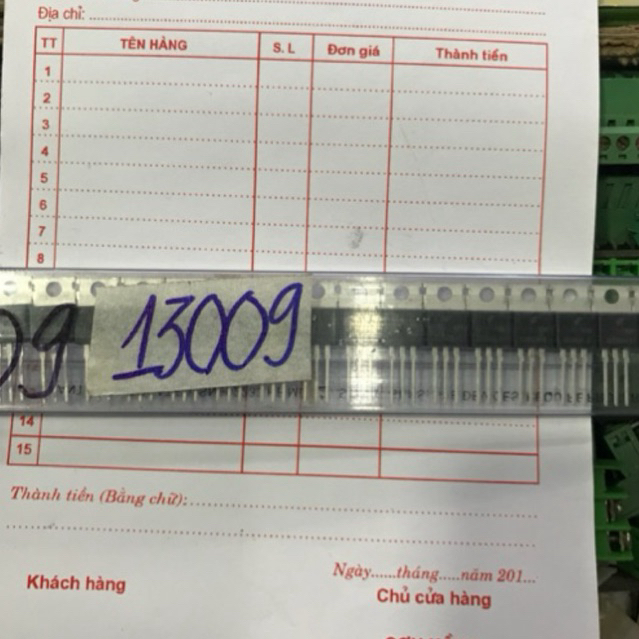 Địa chỉ:
TT TÊN HÀNG S. L Đơn giá Thành tiền
1
2
3
4
5
6
7
8
09 13009
14
15
Thành tiền (Bằng chữ):
Ngày......tháng.....năm 201...
Khách hàng Chủ cửa hàng